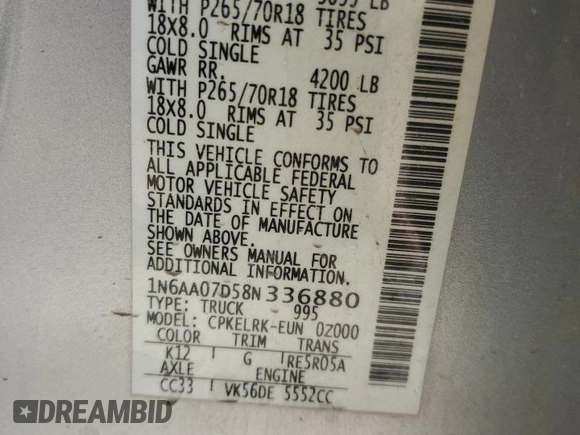 LB
WITH P265/70R18 TIRES
18X8.0 RIMS AT 35 PSI
COLD SINGLE
GAWR RR. 4200 LB
WITH P265/70R18 TIRES
18X8.0 RIMS AT 35 PSI
COLD SINGLE
THIS VEHICLE CONFORMS TO
ALL APPLICABLE FEDERAL
MOTOR VEHICLE SAFETY
STANDARDS IN EFFECT ON
THE DATE OF MANUFACTURE
SHOWN ABOVE.
SEE OWNERS MANUAL FOR
ADDITIONAL INFORMATION.
1N6AA07D58N336880
TYPE: TRUCK 995
MODEL: CPKELRK-EUN 0Z000
COLOR TRIM TRANS
K12 G RE5R05A
AXLE ENGINE
CC33 VK56DE 5552CC
DREAMBID